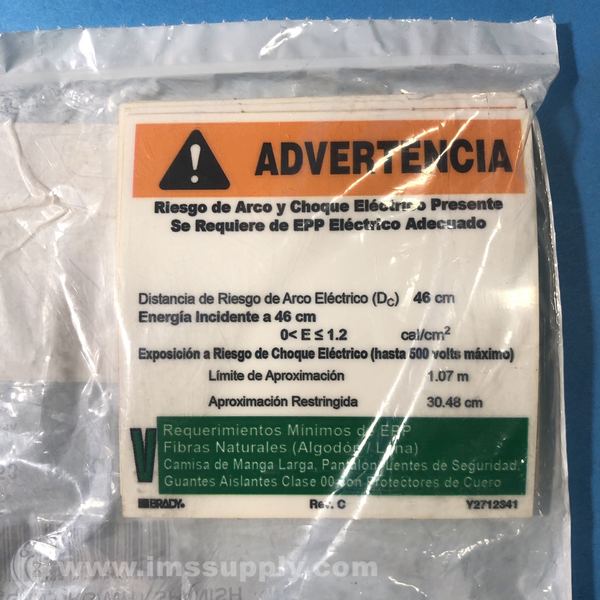 ADVERTENCIA
Riesgo de Arco y Choque Eléctrico Presente
Se Requiere de EPP Eléctrico Adecuado
Distancia de Riesgo de Arco Eléctrico (DC) 46 cm
Energía Incidente a 46 cm
0< E ≤ 1.2 cal/cm²
Exposición a Riesgo de Choque Eléctrico (hasta 500 volts máximo)
Límite de Aproximación 1.07 m
Aproximación Restringida 30.48 cm
V
Requerimientos Mínimos de EPP
Fibras Naturales (Algodón / Lana)
Camisa de Manga Larga, Pantalon, Lentes de Seguridad,
Guantes Aislantes Clase 00 con Protectores de Cuero
BRADY. Rev. C Y2712341
© www.imssupply.com